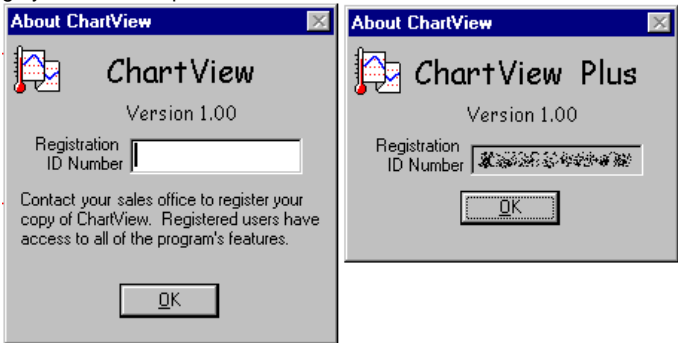 About ChartView
ChartView
Version 1.00
Registration
ID Number
Contact your sales office to register your
copy of ChartView. Registered users have
access to all of the program's features.
OK
About ChartView
ChartView Plus
Version 1.00
Registration
ID Number
OK